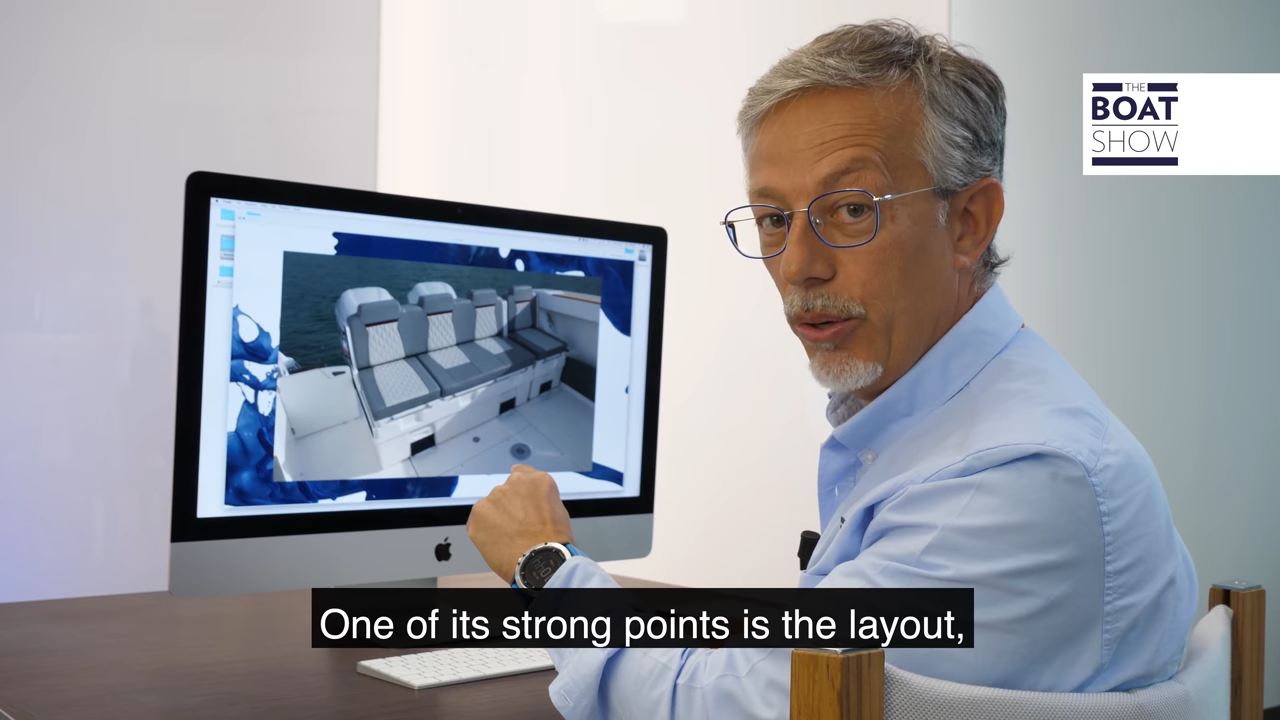 THE
BOAT
SHOW
One of its strong points is the layout,